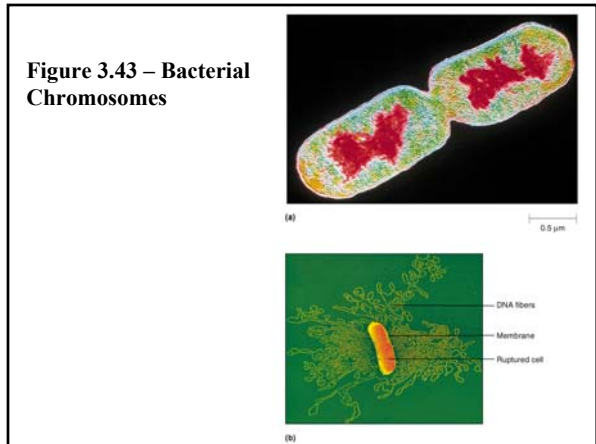 Figure 3.43 – Bacterial
Chromosomes
(a)
0.5 µm
DNA fibers
Membrane
Ruptured cell
(b)